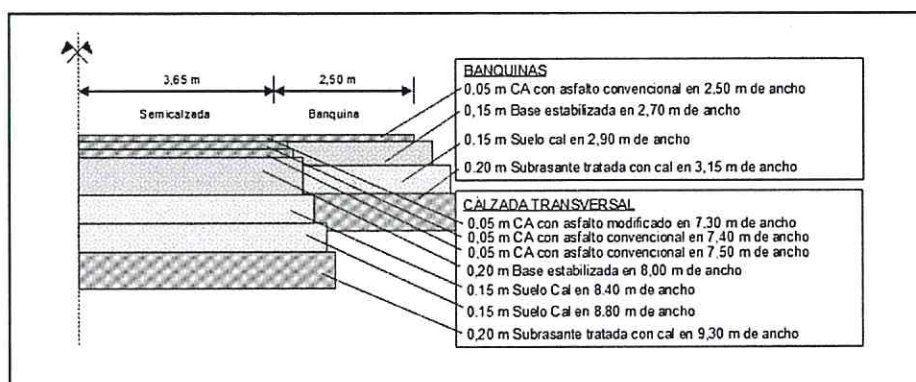 3,65 m
2,50 m
Semicalzada
Banquina
BANQUINAS
0,05 m CA con asfalto convencional en 2,50 m de ancho
0,15 m Base estabilizada en 2,70 m de ancho
0.15 m Suelo cal en 2,90 m de ancho
0.20 m Subrasante tratada con cal en 3,15 m de ancho
CALZADA TRANSVERSAL
0,05 m CA con asfalto modificado en 7,30 m de ancho
0,05 m CA con asfalto convencional en 7,40 m de ancho
0,05 m CA con asfalto convencional en 7,50 m de ancho
0,20 m Base estabilizada en 8,00 m de ancho
0.15 m Suelo Cal en 8.40 m de ancho
0.15 m Suelo Cal en 8.80 m de ancho
0,20 m Subrasante tratada con cal en 9,30 m de ancho